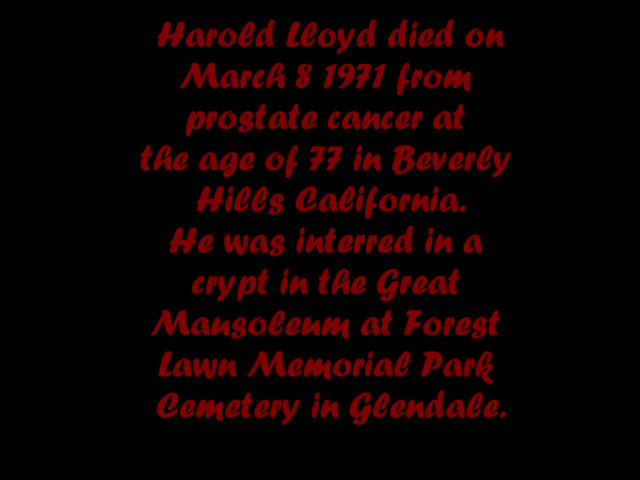 Harold Lloyd died on
March 8 1971 from
prostate cancer at
the age of 77 in Beverly
Hills California.
He was interred in a
crypt in the Great
Mausoleum at Forest
Lawn Memorial Park
Cemetery in Glendale.